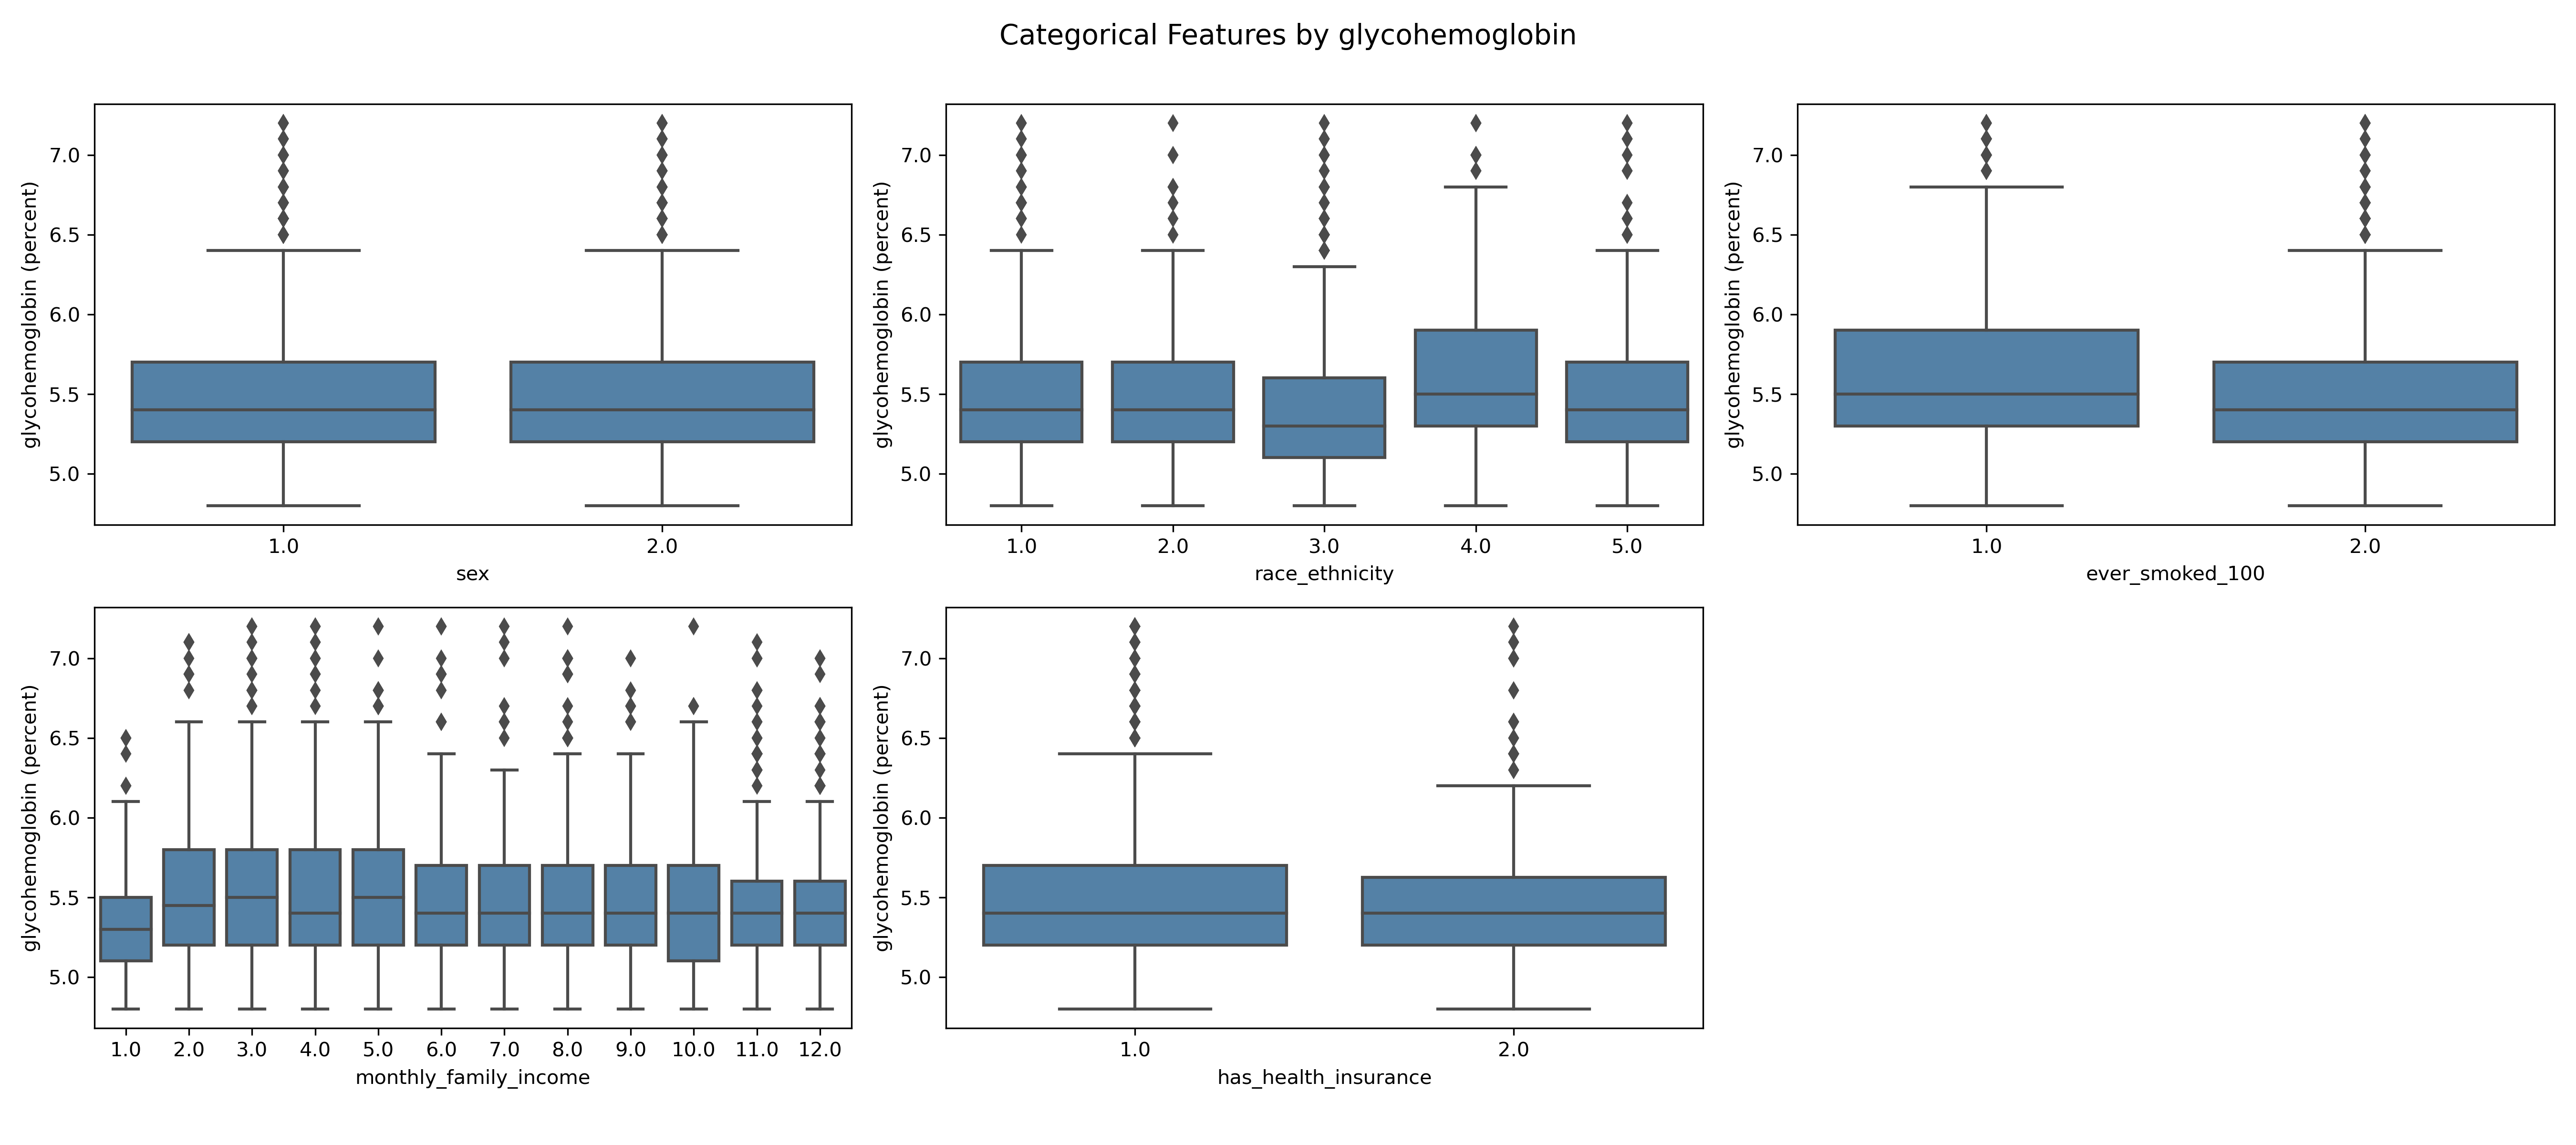 Categorical Features by glycohemoglobin
glycohemoglobin (percent)
7.0
6.5
6.0
5.5
5.0
1.0 2.0
sex
glycohemoglobin (percent)
7.0
6.5
6.0
5.5
5.0
1.0 2.0 3.0 4.0 5.0
race_ethnicity
glycohemoglobin (percent)
7.0
6.5
6.0
5.5
5.0
1.0 2.0
ever_smoked_100
glycohemoglobin (percent)
7.0
6.5
6.0
5.5
5.0
1.0 2.0 3.0 4.0 5.0 6.0 7.0 8.0 9.0 10.0 11.0 12.0
monthly_family_income
glycohemoglobin (percent)
7.0
6.5
6.0
5.5
5.0
1.0 2.0
has_health_insurance